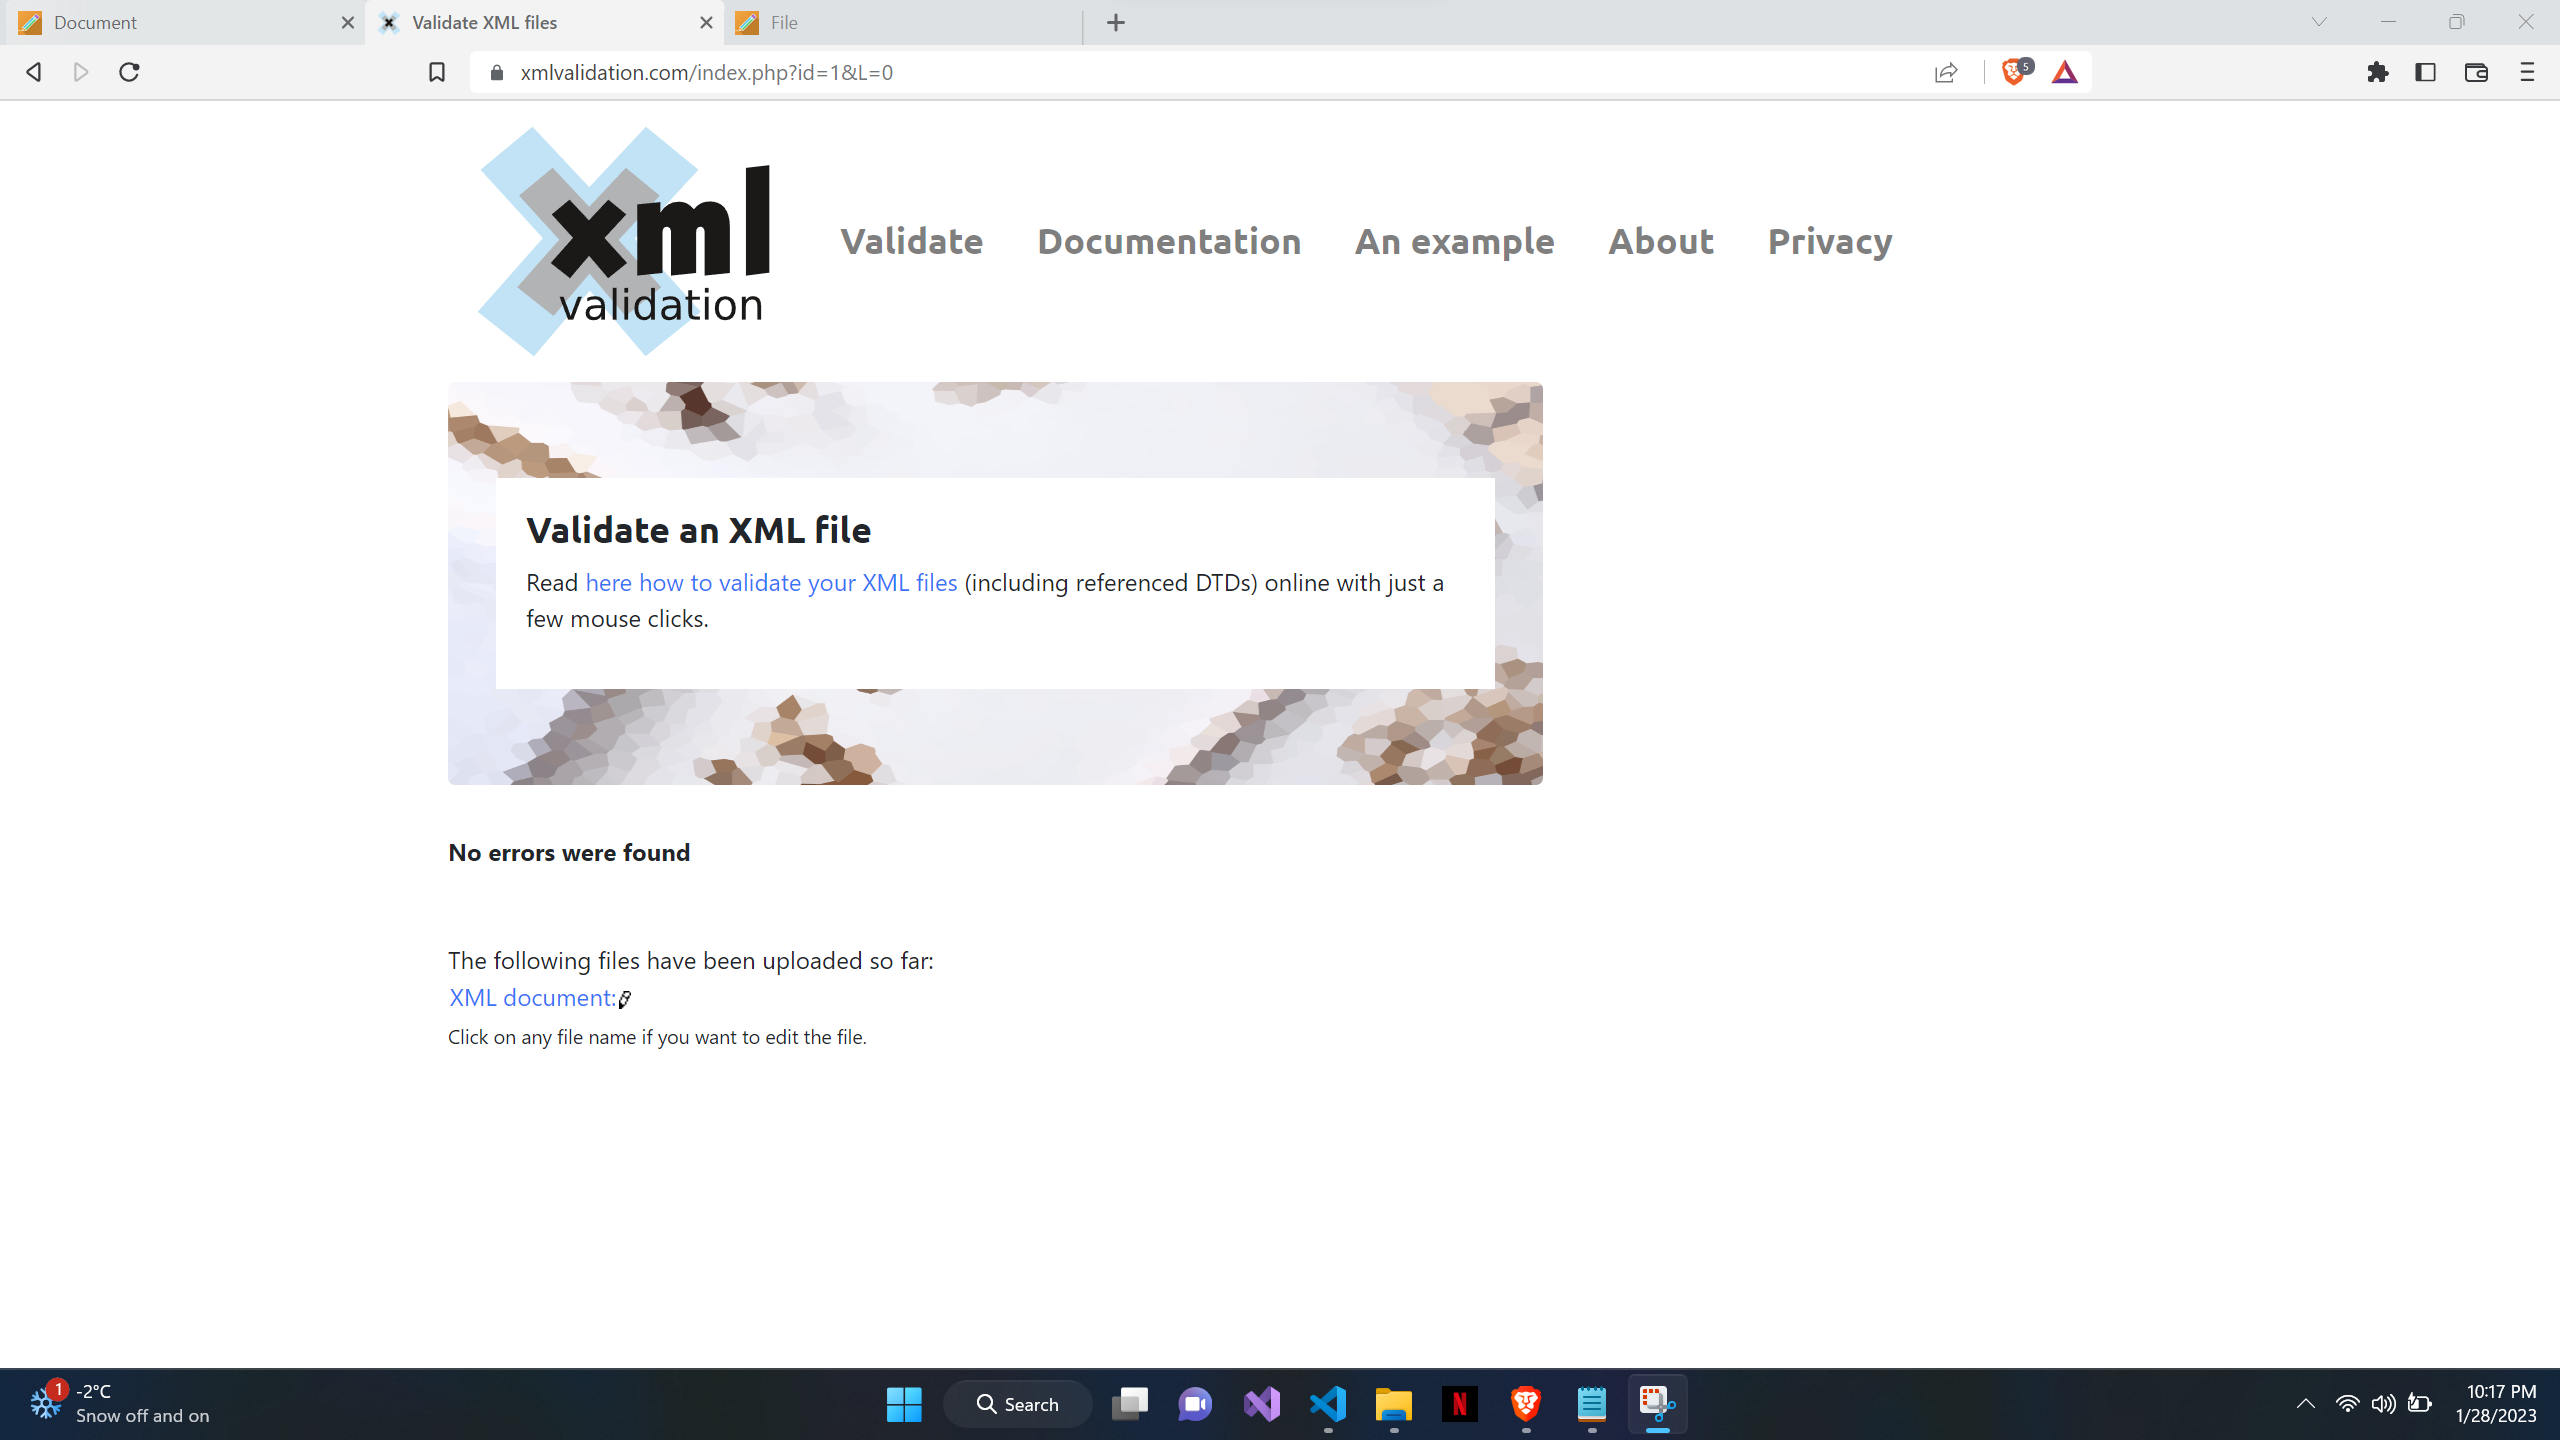 Document
Validate XML files
File
xmlvalidation.com/index.php?id=1&L=0
5
xml
validation
Validate
Documentation
An example
About
Privacy
Validate an XML file
Read here how to validate your XML files (including referenced DTDs) online with just a
few mouse clicks.
No errors were found
The following files have been uploaded so far:
XML document:
Click on any file name if you want to edit the file.
1
-2°C
Snow off and on
Search
N
10:17 PM
1/28/2023